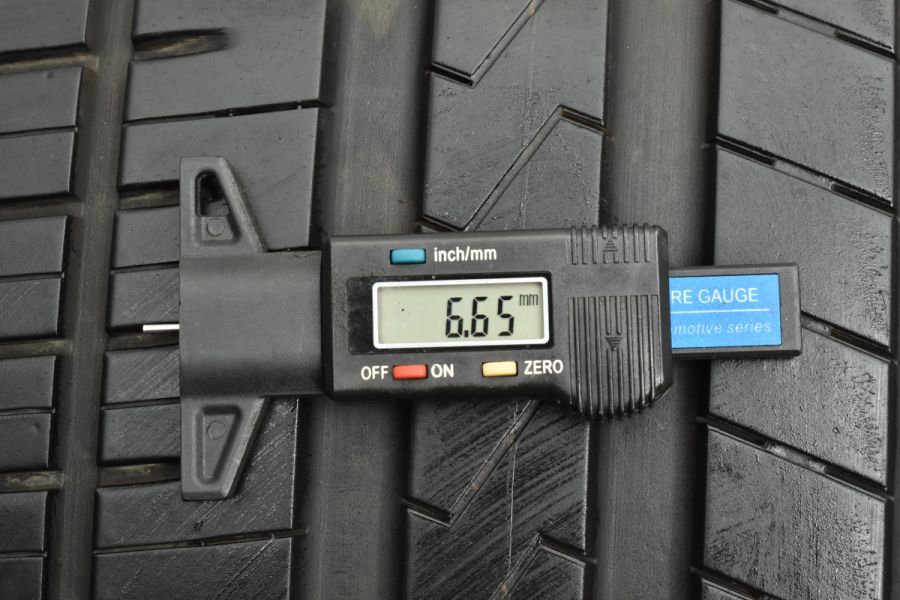 inch/mm
6.65 mm
OFF ON ZERO
RE GAUGE
motive series